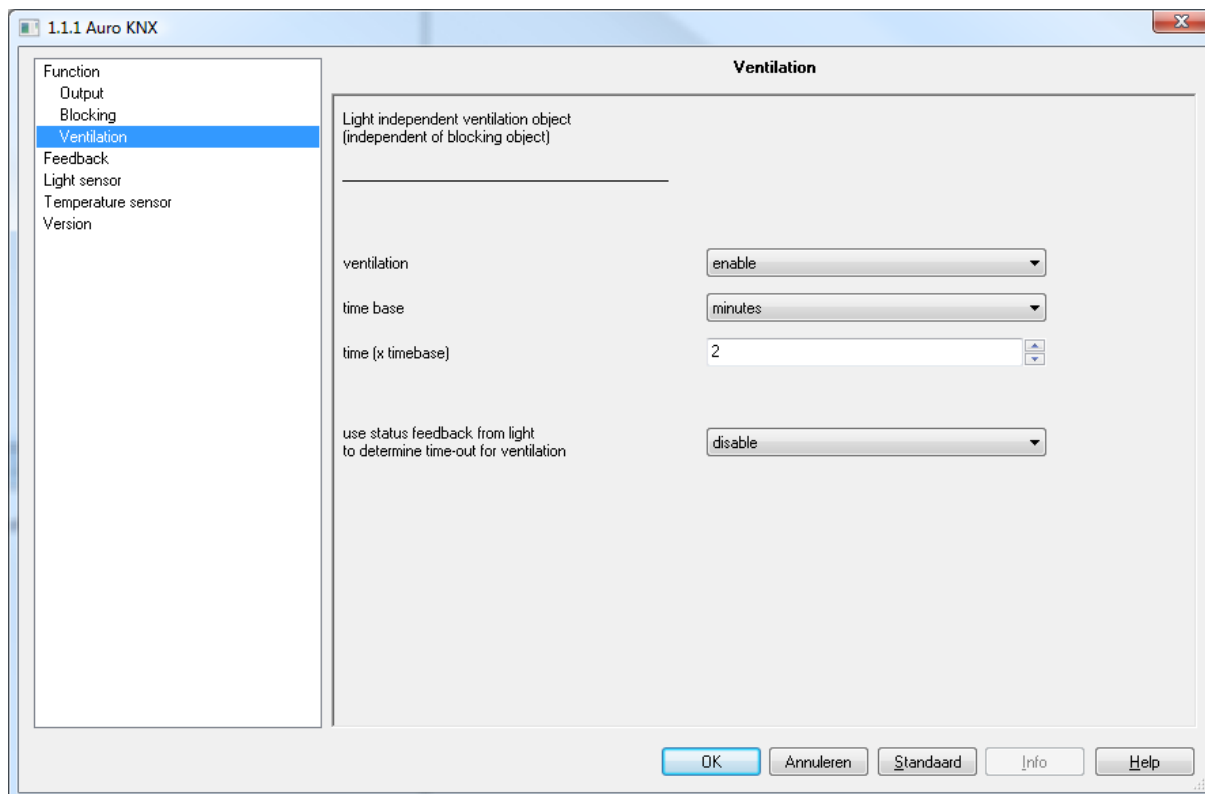 1.1.1 Auro KNX
Function
Output
Blocking
Ventilation
Feedback
Light sensor
Temperature sensor
Version
Ventilation
Light independent ventilation object
(independent of blocking object)
ventilation
enable
time base
minutes
time (x timebase)
2
use status feedback from light
to determine time-out for ventilation
disable
OK
Annuleren
Standaard
Info
Help